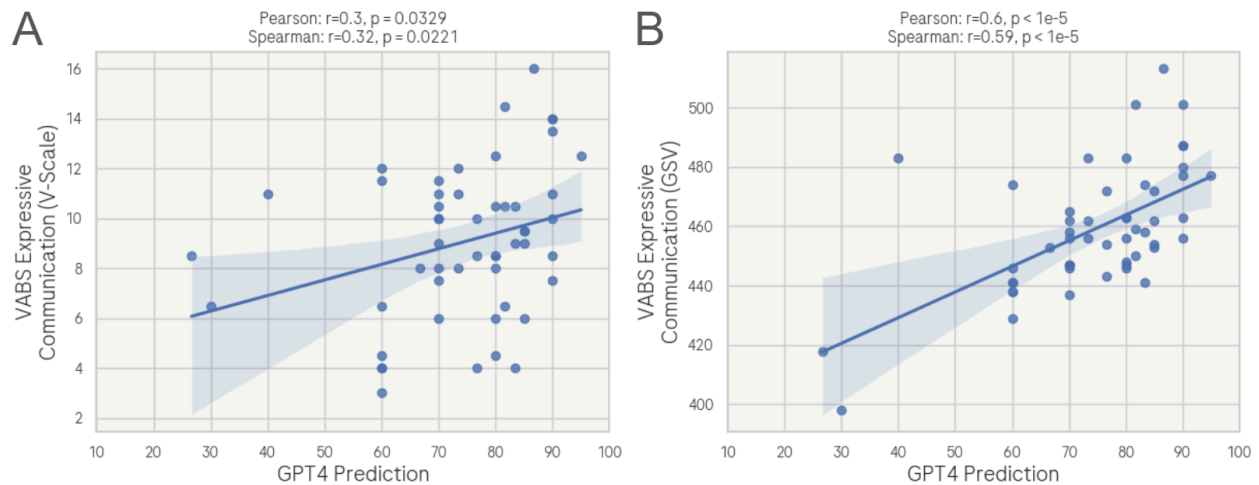 A
Pearson: r=0.3, p = 0.0329
Spearman: r=0.32, p = 0.0221
VABS Expressive
Communication (V-Scale)
16
14
12
10
8
6
4
2
10 20 30 40 50 60 70 80 90 100
GPT4 Prediction
B
Pearson: r=0.6, p < 1e-5
Spearman: r=0.59, p < 1e-5
VABS Expressive
Communication (GSV)
500
480
460
440
420
400
10 20 30 40 50 60 70 80 90 100
GPT4 Prediction